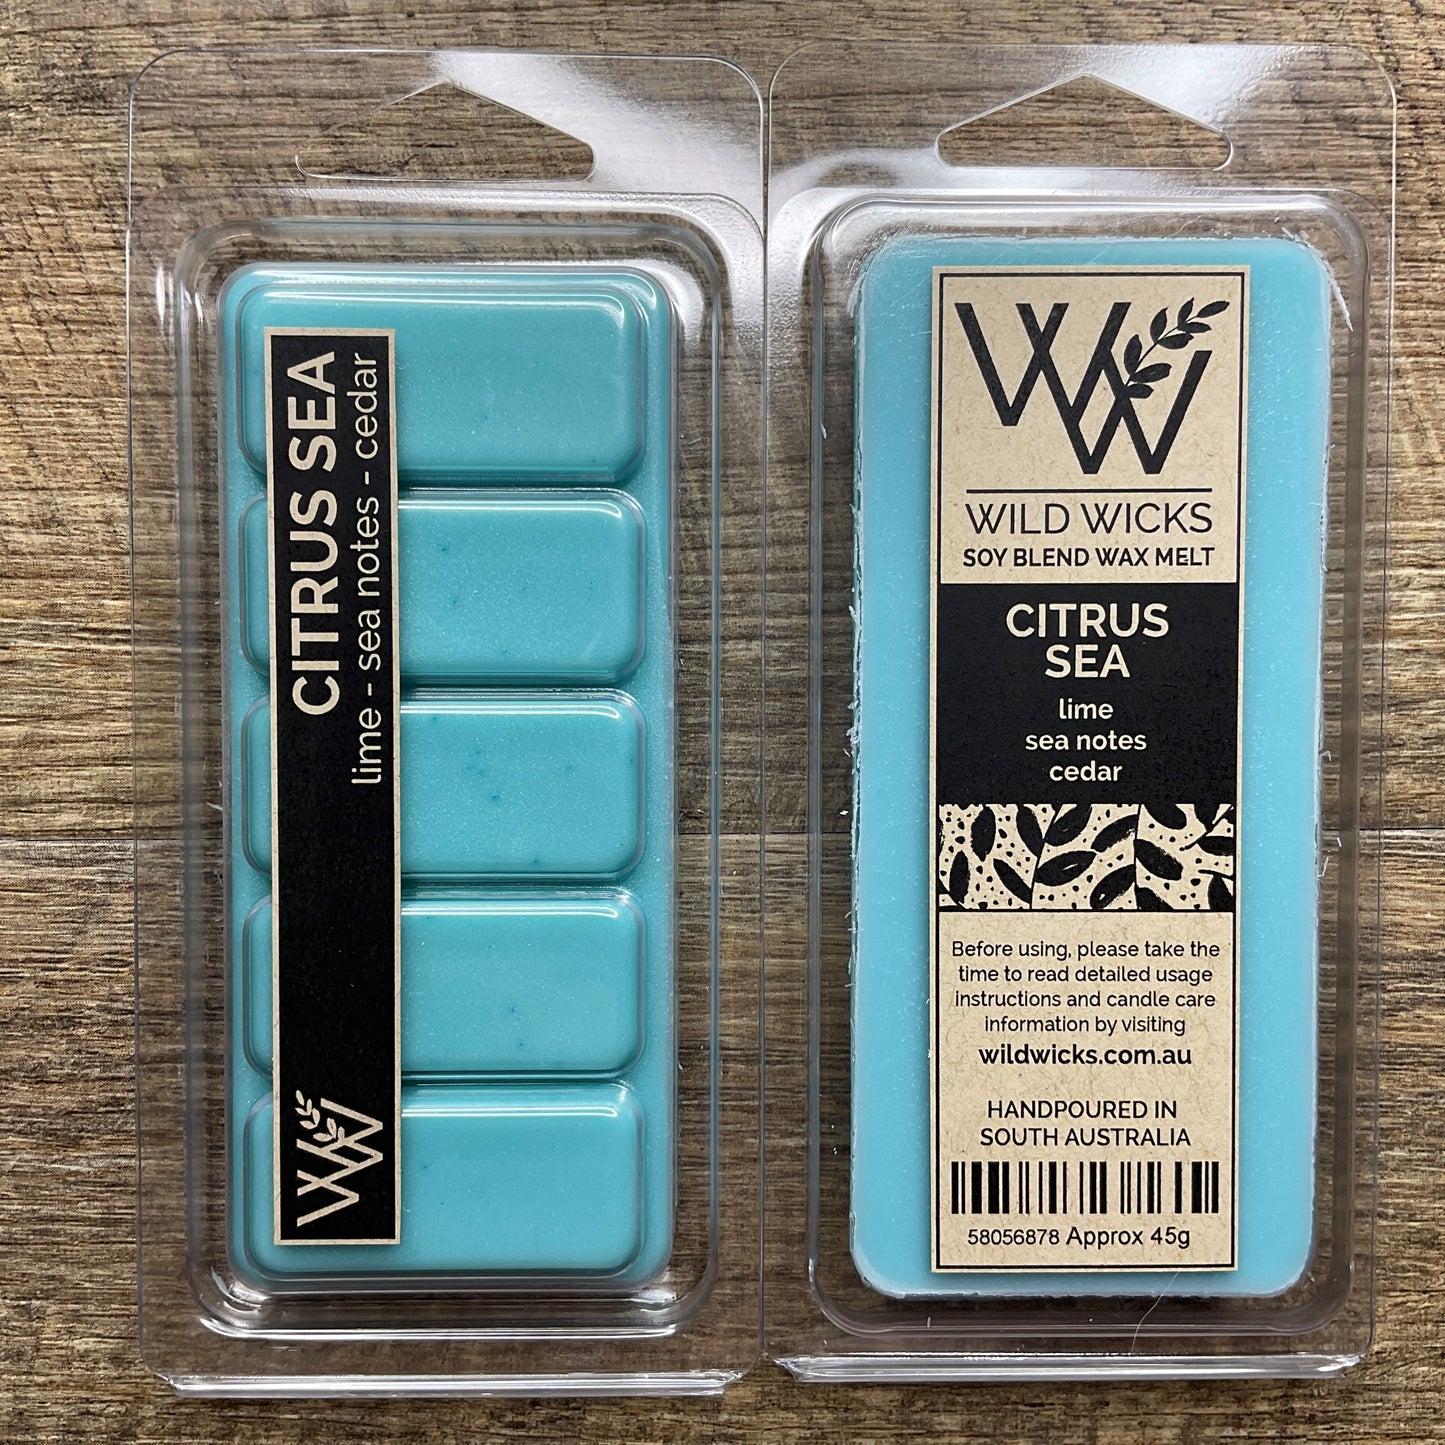 CITRUS SEA
lime - sea notes - cedar
WW
WW
WILD WICKS
SOY BLEND WAX MELT
CITRUS
SEA
lime
sea notes
cedar
Before using, please take the
time to read detailed usage
instructions and candle care
information by visiting
wildwicks.com.au
HANDPOURED IN
SOUTH AUSTRALIA
58056878 Approx 45g